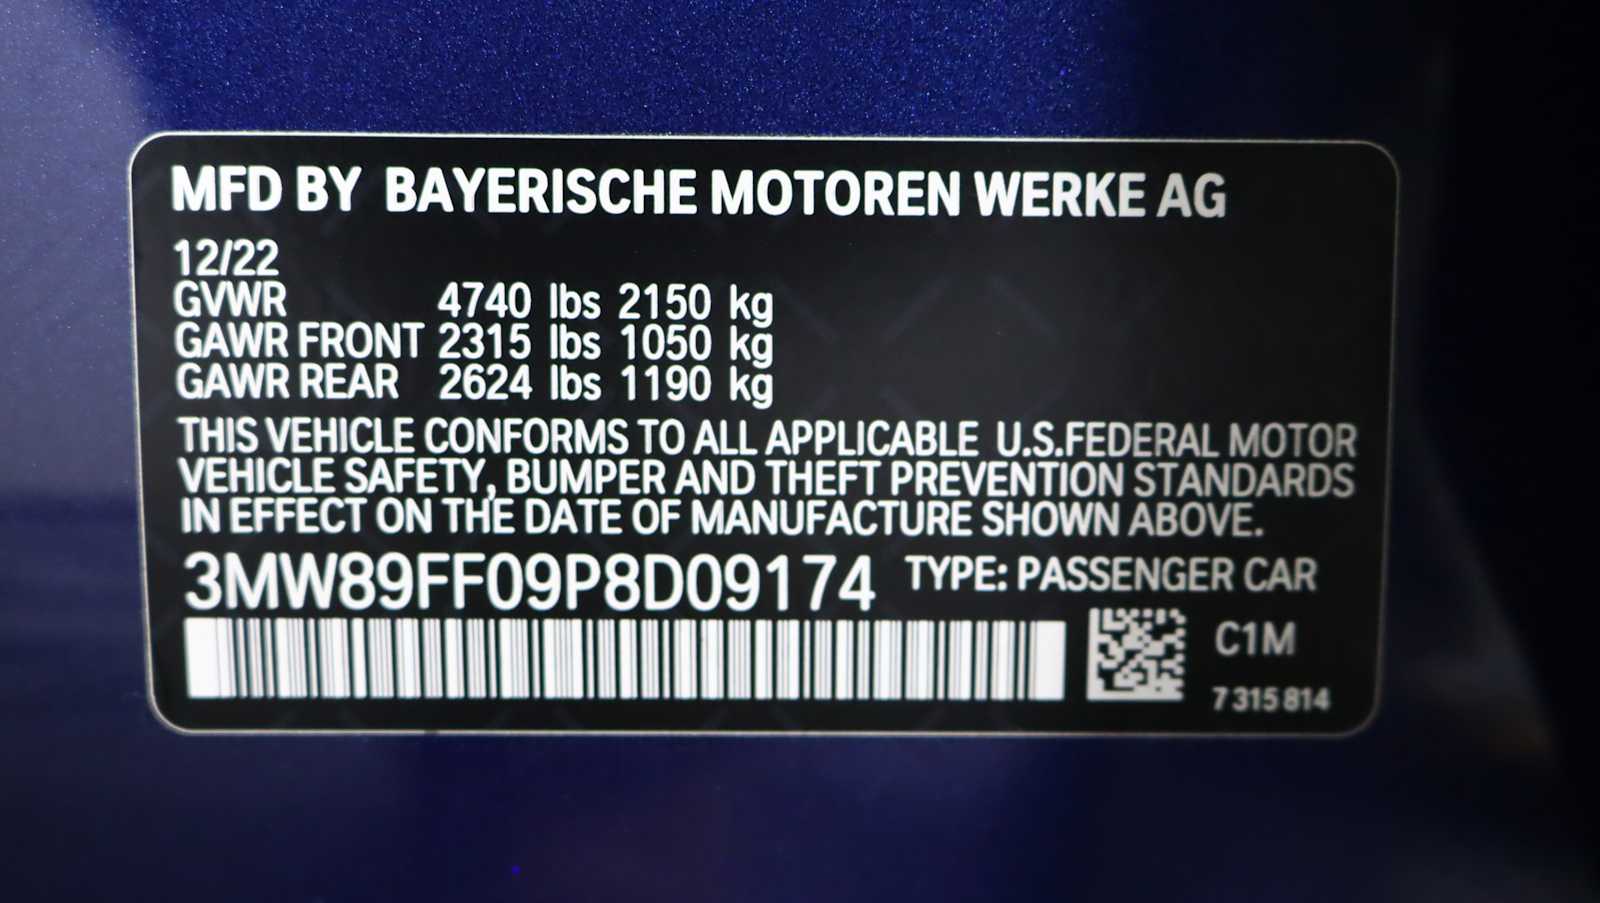 MFD BY BAYERISCHE MOTOREN WERKE AG
12/22
GVWR 4740 lbs 2150 kg
GAWR FRONT 2315 lbs 1050 kg
GAWR REAR 2624 lbs 1190 kg
THIS VEHICLE CONFORMS TO ALL APPLICABLE U.S.FEDERAL MOTOR
VEHICLE SAFETY, BUMPER AND THEFT PREVENTION STANDARDS
IN EFFECT ON THE DATE OF MANUFACTURE SHOWN ABOVE.
3MW89FF09P8D09174 TYPE: PASSENGER CAR
C1M
7 315 814